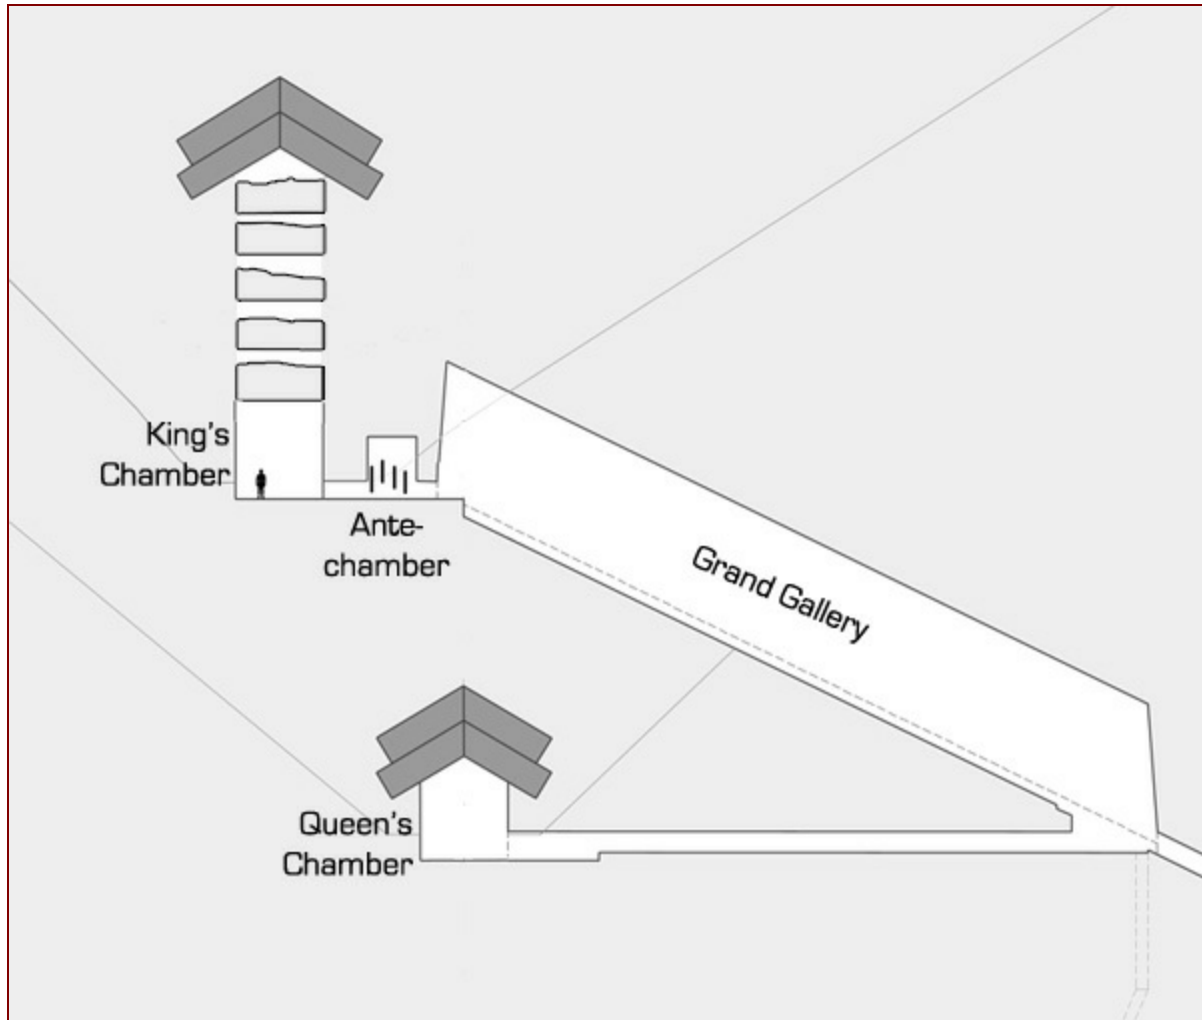 King's
Chamber
Ante-
chamber
Grand Gallery
Queen's
Chamber